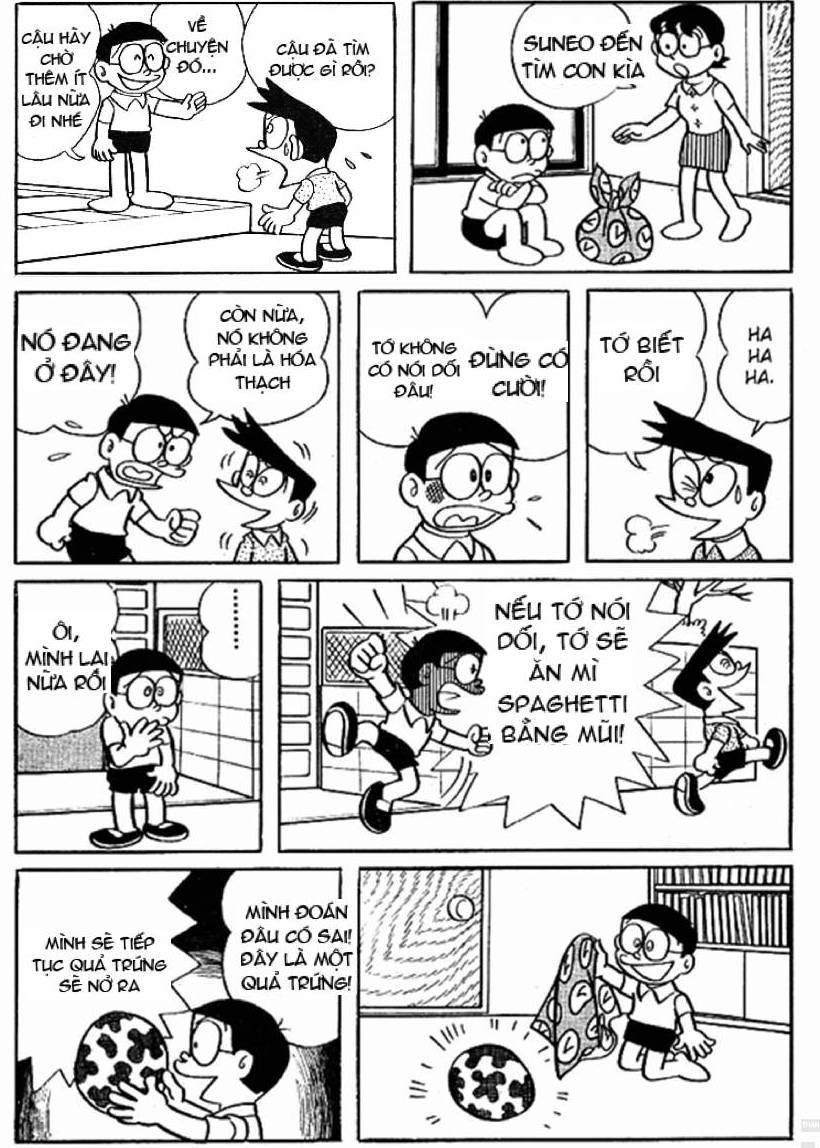 SUNEO ĐẾN
TÌM CON KÌA
CẬU ĐÃ TÌM
ĐƯỢC GÌ RỒI?
VỀ
CHUYỆN
ĐÓ...
CẬU HÃY
CHỜ
THÊM ÍT
LÂU NỮA
ĐI NHÉ
HA
HA
HA.
TỚ BIẾT
RỒI
ĐỪNG CÓ
CƯỜI!
TỚ KHÔNG
CÓ NÓI DỐI
ĐÂU!
CÒN NỮA,
NÓ KHÔNG
PHẢI LÀ HÓA
THẠCH
NÓ ĐANG
Ở ĐÂY!
NẾU TỚ NÓI
DỐI, TỚ SẼ
ĂN MÌ
SPAGHETTI
BẰNG MŨI!
........
ÔI,
MÌNH LAI
NỮA RỒI
MÌNH ĐOÁN
ĐÂU CÓ SAI!
ĐÂY LÀ MỘT
QUẢ TRỨNG!
MÌNH SẼ TIẾP
TỤC QUẢ TRỨNG
SẼ NỞ RA